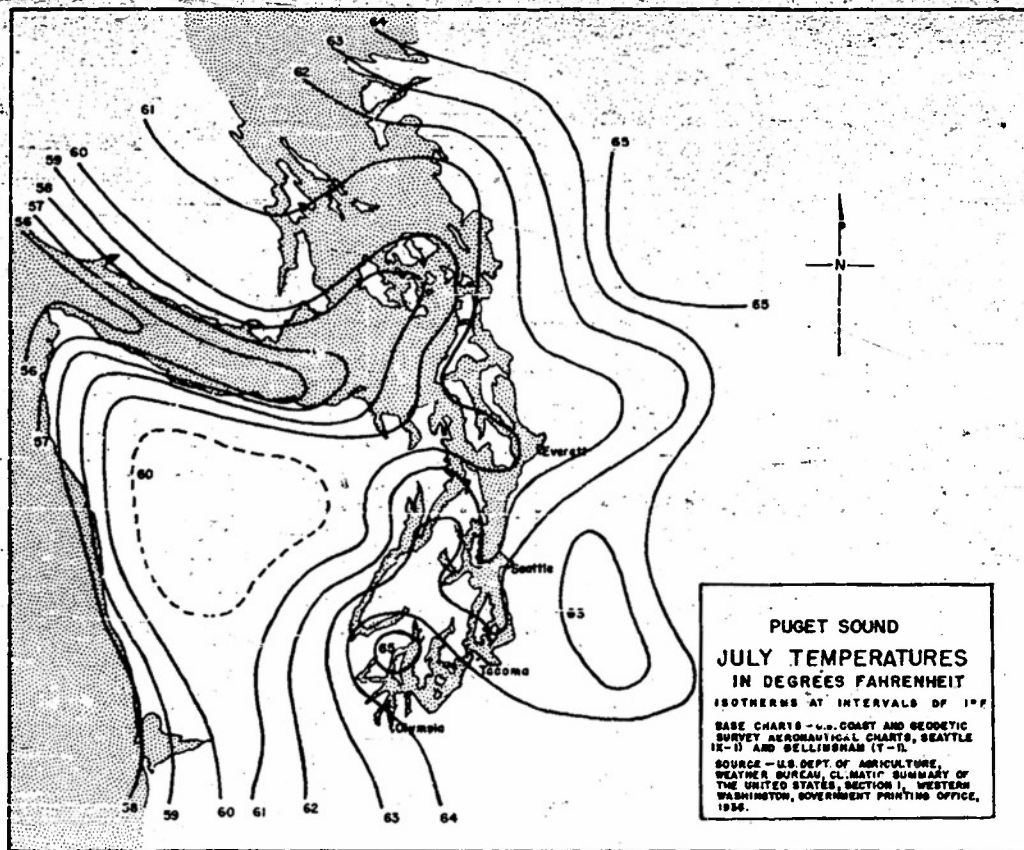 64
63
62
61
60
59
58
57
56
65
65
N
56
57
60
Everett
Seattle
65
Tacoma
Olympia
58
59
60
61
62
63
64
PUGET SOUND
JULY TEMPERATURES
IN DEGREES FAHRENHEIT
ISOTHERMS AT INTERVALS OF 1°F
BASE CHARTS - U.S. COAST AND GEODETIC
SURVEY AERONAUTICAL CHARTS, SEATTLE
(K-1) AND BELLINGHAM (T-1).
SOURCE - U.S. DEPT. OF AGRICULTURE,
WEATHER BUREAU, CLIMATIC SUMMARY OF
THE UNITED STATES, SECTION 1, WESTERN
WASHINGTON, GOVERNMENT PRINTING OFFICE,